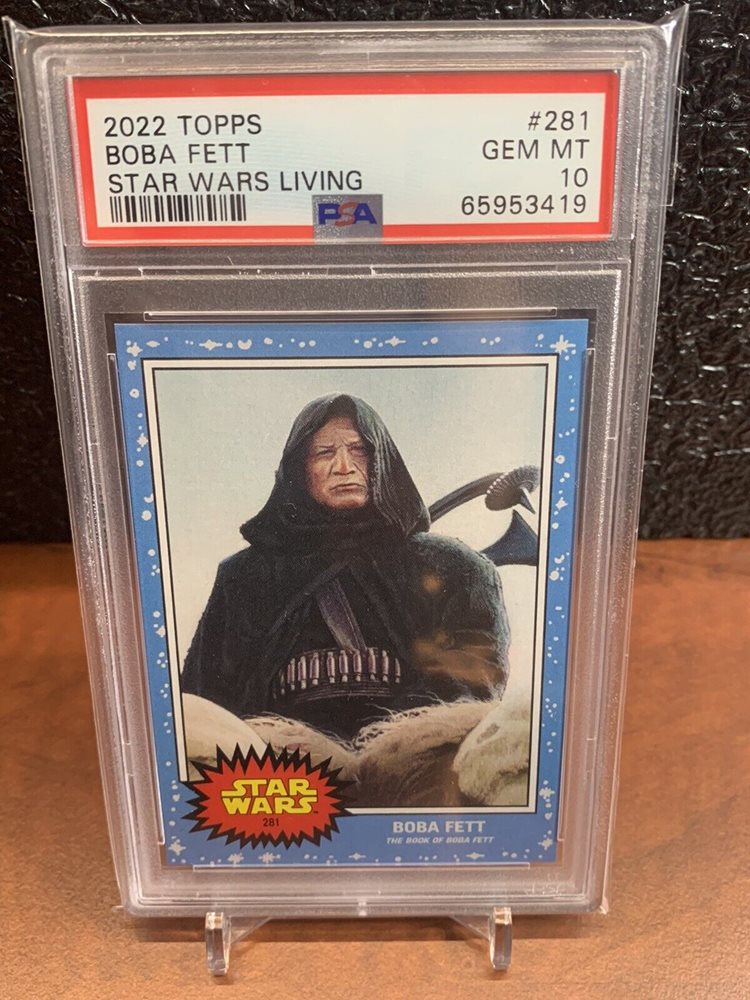 2022 TOPPS #281
BOBA FETT GEM MT
STAR WARS LIVING 10
PSA 65953419
STAR
WARS
281
BOBA FETT
THE BOOK OF BOBA FETT